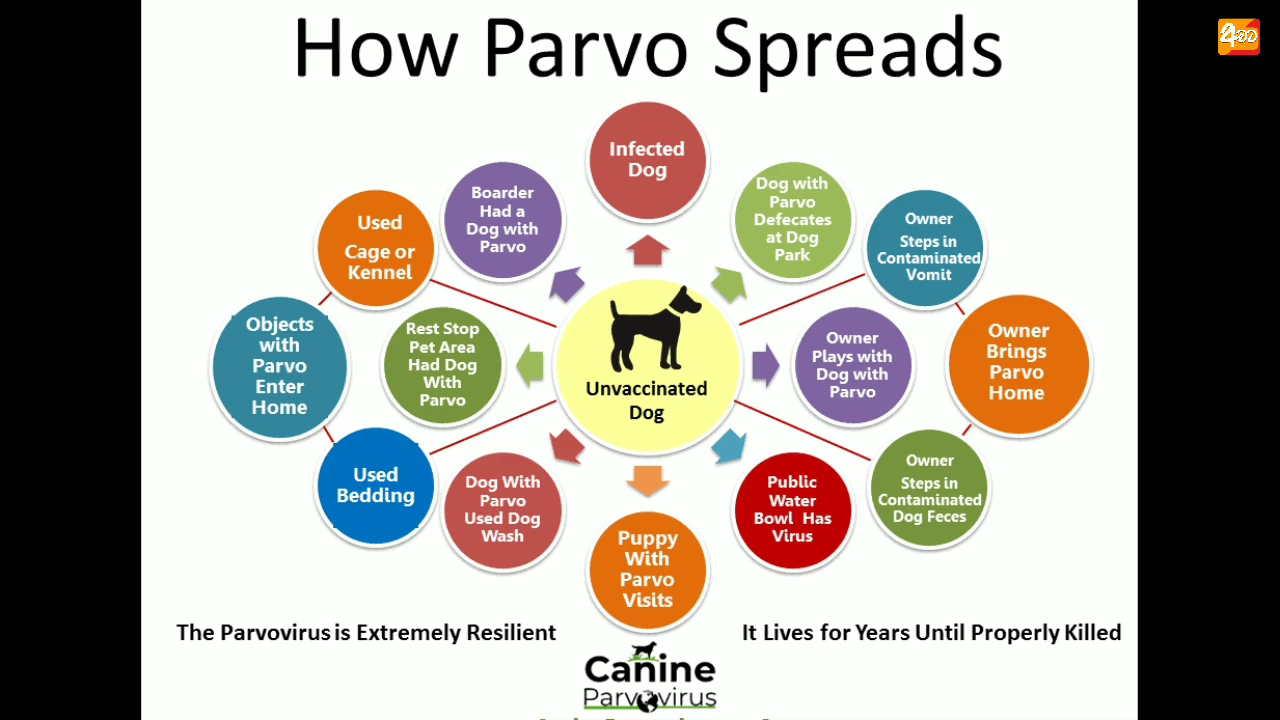 How Parvo Spreads
Infected
Dog
Boarder
Had a
Dog with
Parvo
Dog with
Parvo
Defecates
at Dog
Park
Used
Cage or
Kennel
Owner
Steps in
Contaminated
Vomit
Objects
with
Parvo
Enter
Home
Rest Stop
Pet Area
Had Dog
With
Parvo
Unvaccinated
Dog
Owner
Plays with
Dog with
Parvo
Owner
Brings
Parvo
Home
Used
Bedding
Dog With
Parvo
Used Dog
Wash
Puppy
With
Parvo
Visits
Public
Water
Bowl Has
Virus
Owner
Steps in
Contaminated
Dog Feces
The Parvovirus is Extremely Resilient
It Lives for Years Until Properly Killed
Canine
Parvovirus